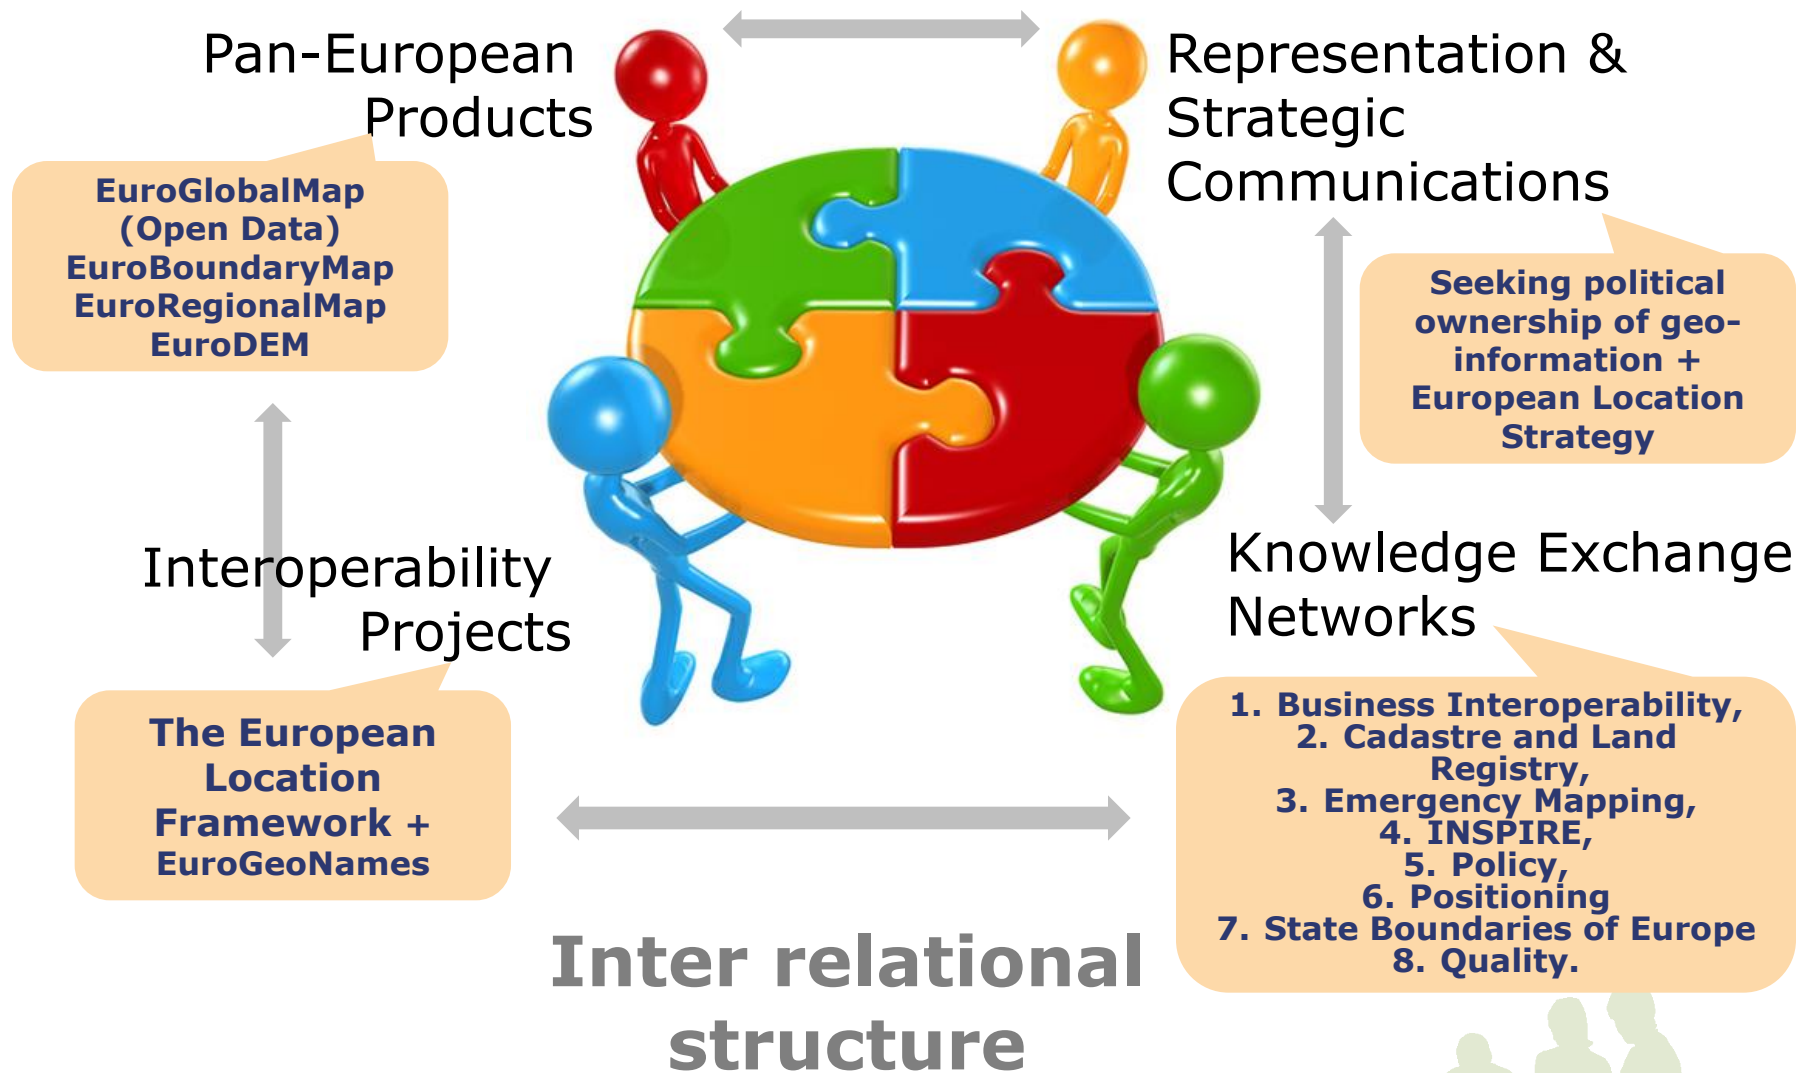 Pan-European
Products
EuroGlobalMap
(Open Data)
EuroBoundaryMap
EuroRegionalMap
EuroDEM
Representation &
Strategic
Communications
Seeking political
ownership of geo-
information +
European Location
Strategy
Interoperability
Projects
The European
Location
Framework +
EuroGeoNames
Knowledge Exchange
Networks
1. Business Interoperability,
2. Cadastre and Land
Registry,
3. Emergency Mapping,
4. INSPIRE,
5. Policy,
6. Positioning
7. State Boundaries of Europe
8. Quality.
Inter relational
structure